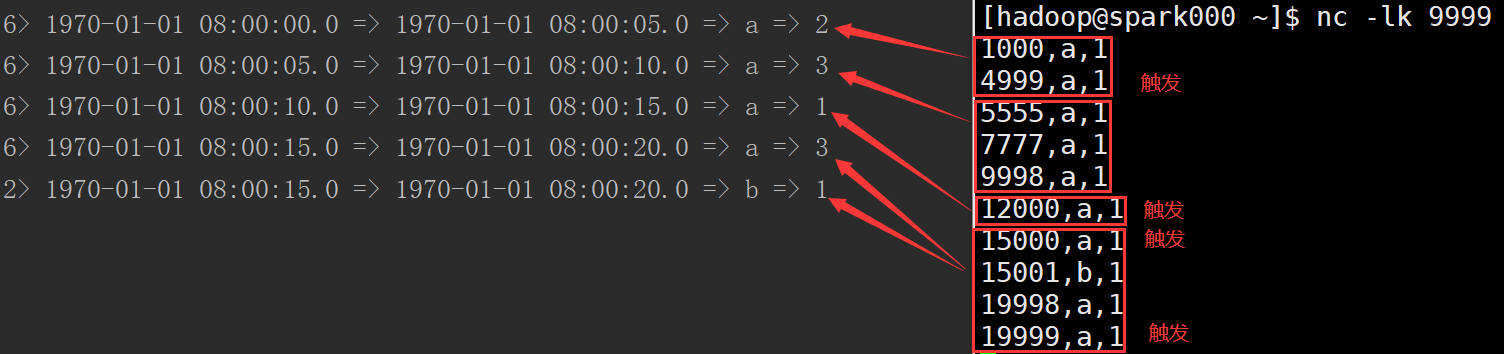 6> 1970-01-01 08:00:00.0 => 1970-01-01 08:00:05.0 => a => 2
6> 1970-01-01 08:00:05.0 => 1970-01-01 08:00:10.0 => a => 3
6> 1970-01-01 08:00:10.0 => 1970-01-01 08:00:15.0 => a => 1
6> 1970-01-01 08:00:15.0 => 1970-01-01 08:00:20.0 => a => 3
2> 1970-01-01 08:00:15.0 => 1970-01-01 08:00:20.0 => b => 1
[hadoop@spark000 ~]$ nc -lk 9999
1000,a,1
4999,a,1 触发
5555,a,1
7777,a,1
9998,a,1
12000,a,1 触发
15000,a,1 触发
15001,b,1
19998,a,1
19999,a,1 触发